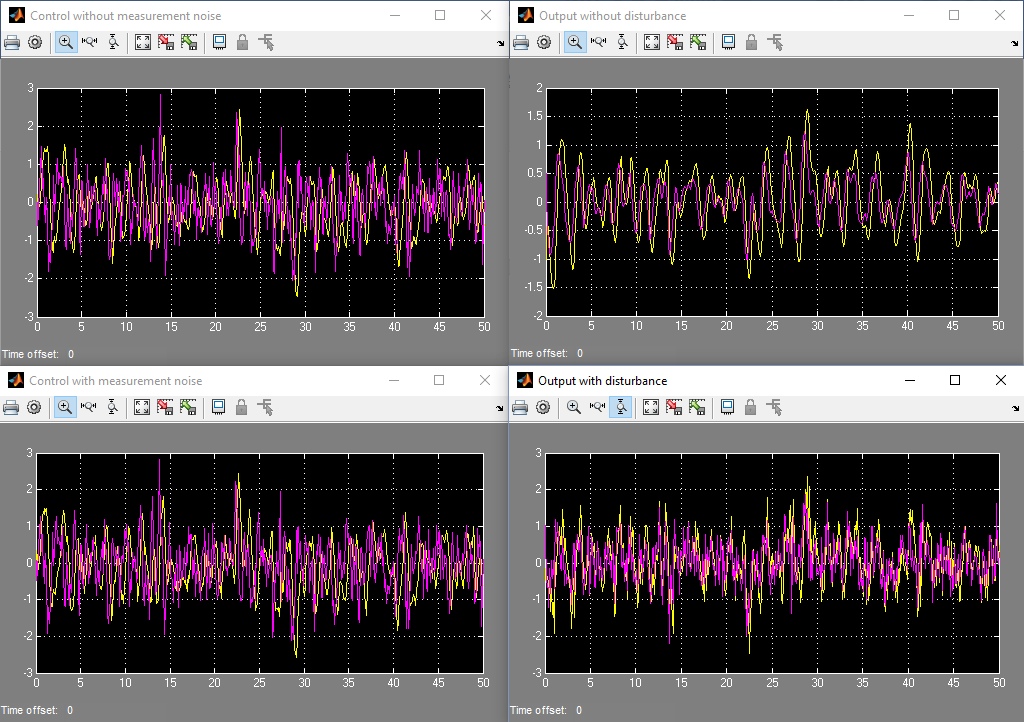 Control without measurement noise
3
2
1
0
-1
-2
-3
0 5 10 15 20 25 30 35 40 45 50
Time offset: 0
Output without disturbance
2
1.5
1
0.5
0
-0.5
-1
-1.5
-2
0 5 10 15 20 25 30 35 40 45 50
Time offset: 0
Control with measurement noise
3
2
1
0
-1
-2
-3
0 5 10 15 20 25 30 35 40 45 50
Time offset: 0
Output with disturbance
3
2
1
0
-1
-2
-3
0 5 10 15 20 25 30 35 40 45 50
Time offset: 0